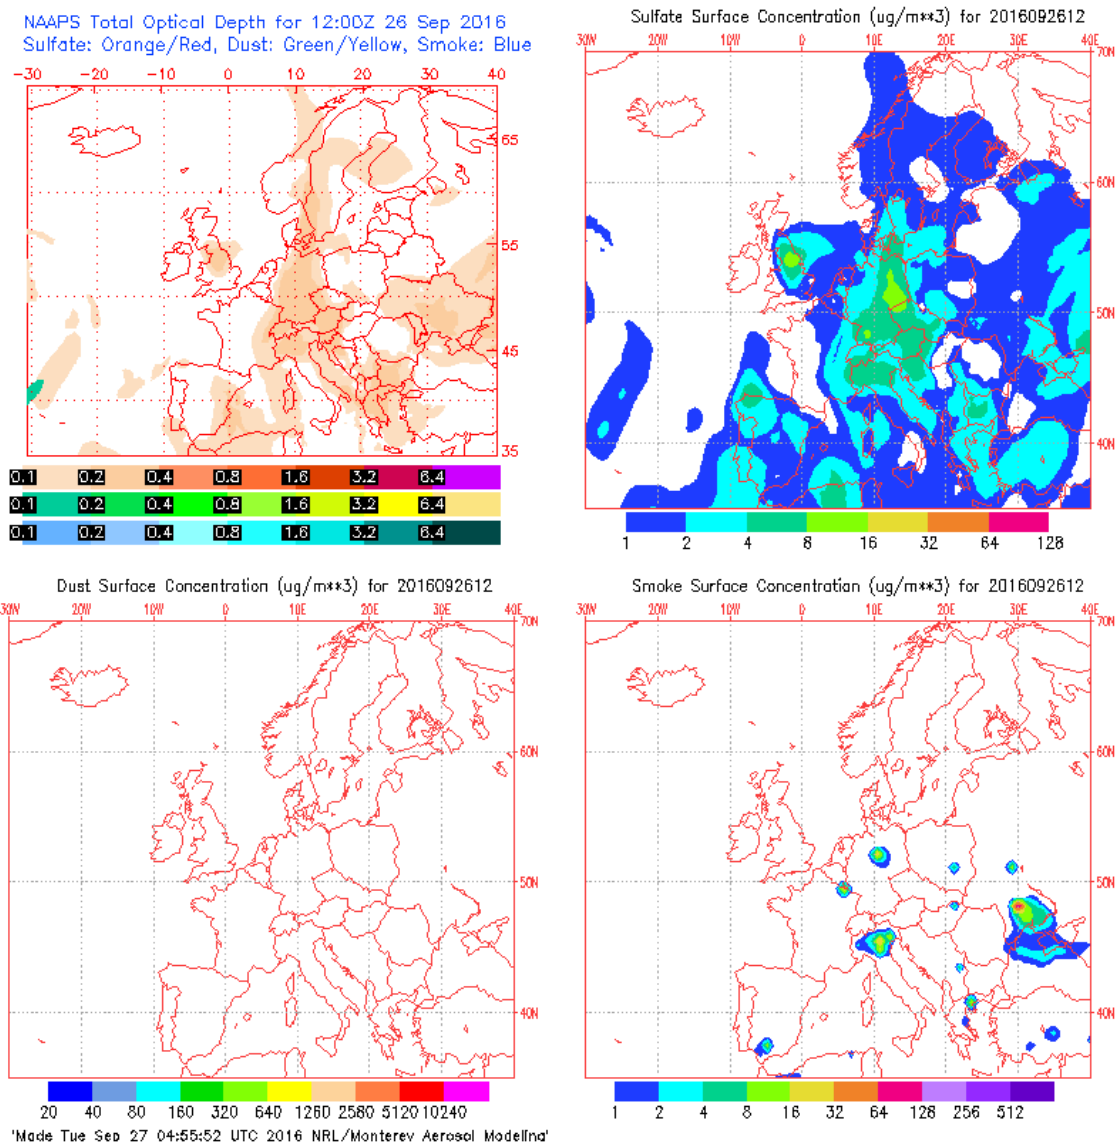 NAAPS Total Optical Depth for 12:00Z 26 Sep 2016
Sulfate: Orange/Red, Dust: Green/Yellow, Smoke: Blue
-30 -20 -10 0 10 20 30 40
65
55
45
35
0.1 0.2 0.4 0.8 1.6 3.2 6.4
0.1 0.2 0.4 0.8 1.6 3.2 6.4
0.1 0.2 0.4 0.8 1.6 3.2 6.4
Sulfate Surface Concentration (ug/m**3) for 2016092612
30W 20W 10W 0 10E 20E 30E 40E
70N
60N
50N
40N
1 2 4 8 16 32 64 128
Dust Surface Concentration (ug/m**3) for 2016092612
30W 20W 10W 0 10E 20E 30E 40E
70N
60N
50N
40N
20 40 80 160 320 640 1260 2580 5120 10240
'Made Tue Sep 27 04:55:52 UTC 2016 NRL/Monterey Aerosol Modeling'
Smoke Surface Concentration (ug/m**3) for 2016092612
30W 20W 10W 0 10E 20E 30E 40E
70N
60N
50N
40N
1 2 4 8 16 32 64 128 256 512